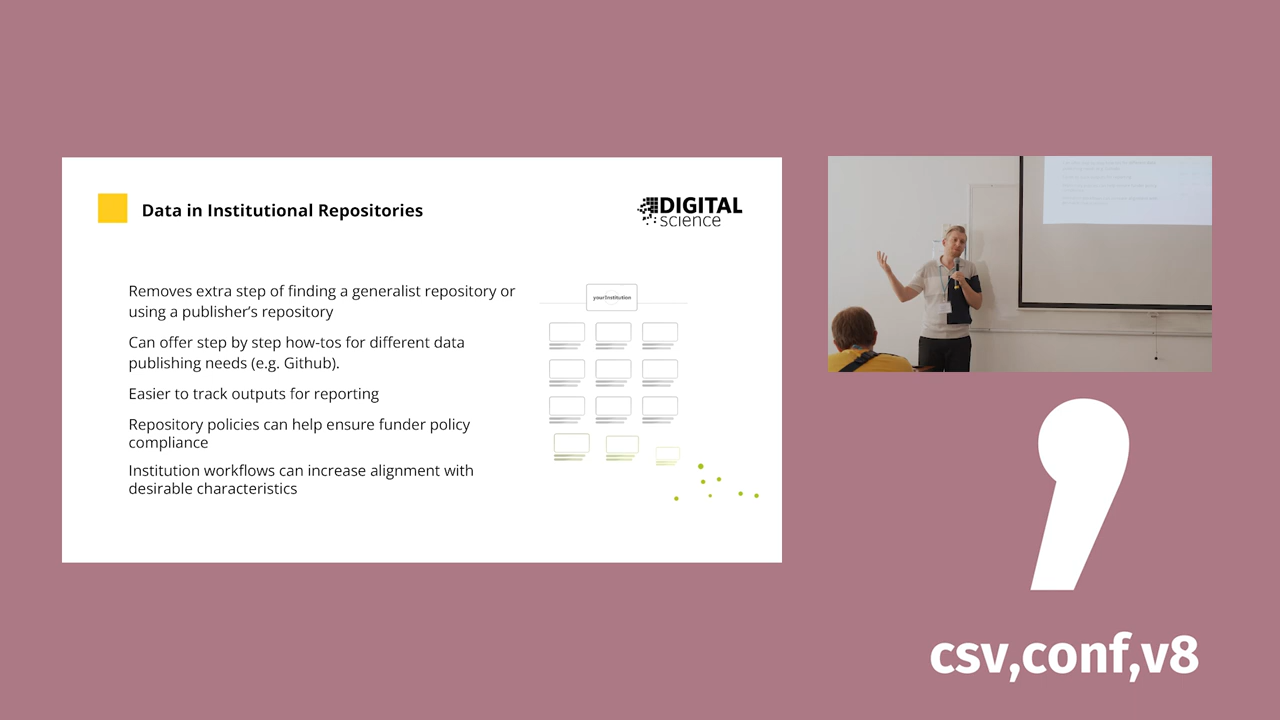 Data in Institutional Repositories
DIGITAL
science
Removes extra step of finding a generalist repository or
using a publisher’s repository
Can offer step by step how-tos for different data
publishing needs (e.g. Github).
Easier to track outputs for reporting
Repository policies can help ensure funder policy
compliance
Institution workflows can increase alignment with
desirable characteristics
yourInstitution
csv,conf,v8